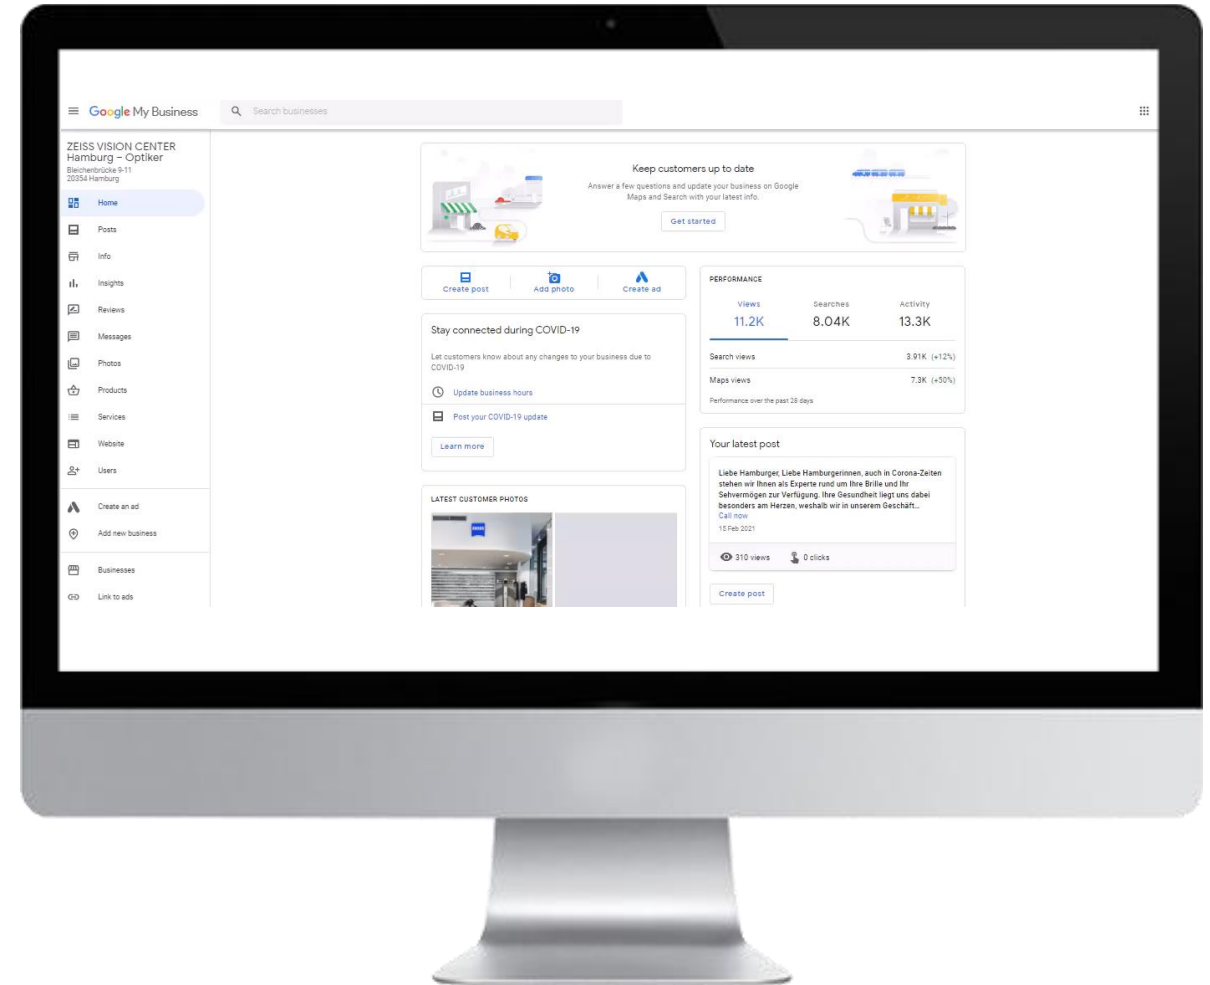 Google My Business
Search businesses
ZEISS VISION CENTER
Hamburg – Optiker
Bleichenbrücke 9-11
20354 Hamburg
Home
Posts
Info
Insights
Reviews
Messages
Photos
Products
Services
Website
Users
Create an ad
Add new business
Businesses
Link to ads
Keep customers up to date
Answer a few questions and update your business on Google
Maps and Search with your latest info.
Get started
Create post
Add photo
Create ad
Stay connected during COVID-19
Let customers know about any changes to your business due to
COVID-19
Update business hours
Post your COVID-19 update
Learn more
LATEST CUSTOMER PHOTOS
ZEISS
PERFORMANCE
Views Searches Activity
11.2K 8.04K 13.3K
Search views 3.91K (+12%)
Maps views 7.3K (+50%)
Performance over the past 28 days
Your latest post
Liebe Hamburger, Liebe Hamburgerinnen, auch in Corona-Zeiten
stehen wir Ihnen als Experte rund um Ihre Brille und Ihr
Sehvermögen zur Verfügung. Ihre Gesundheit liegt uns dabei
besonders am Herzen, weshalb wir in unserem Geschäft...
Call now
15 Feb 2021
310 views 0 clicks
Create post